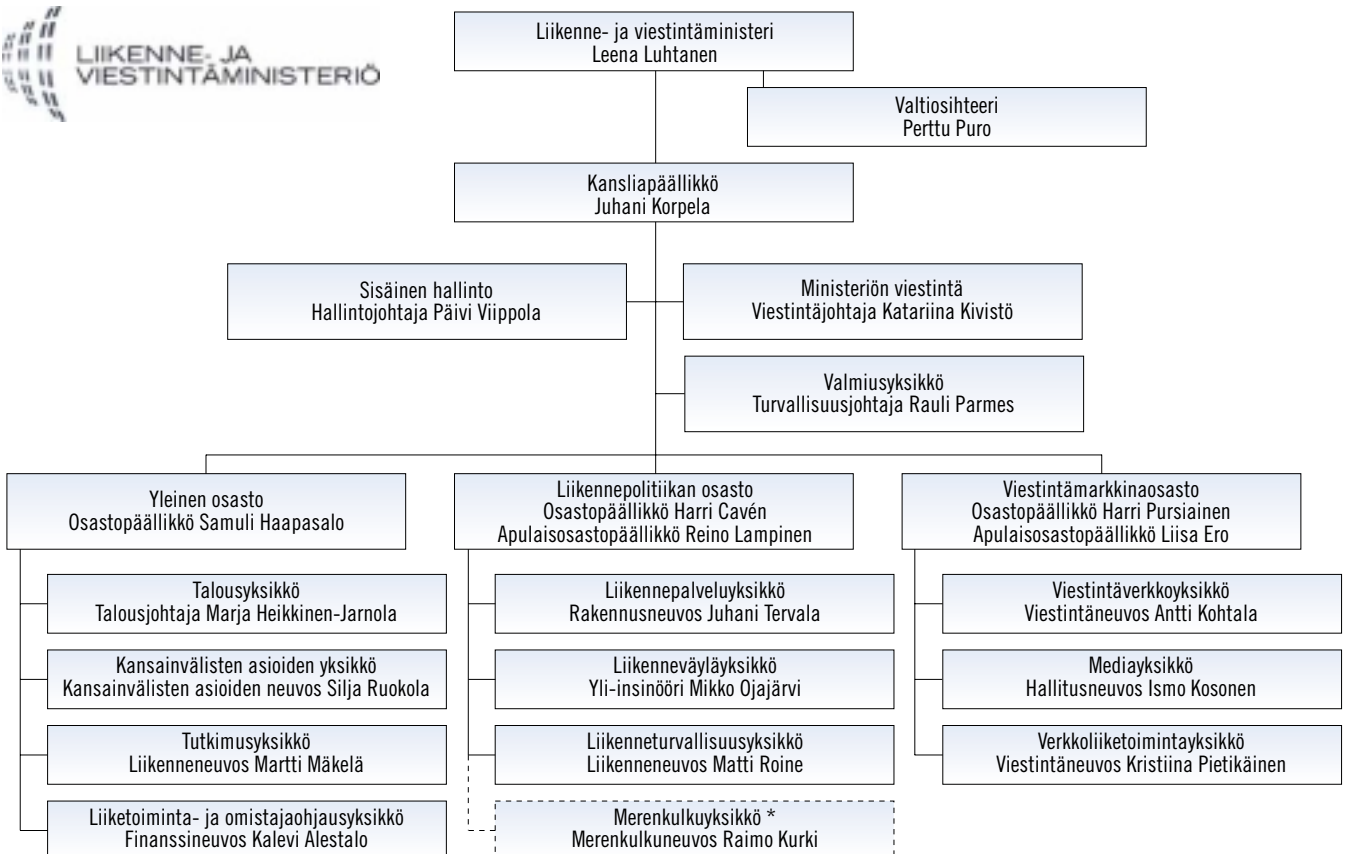 LIIKENNE- JA
VIESTINTÄMINISTERIÖ
Liikenne- ja viestintäministeri
Leena Luhtanen
Valtiosihteeri
Perttu Puro
Kansliapäällikkö
Juhani Korpela
Sisäinen hallinto
Hallintojohtaja Päivi Viippola
Ministeriön viestintä
Viestintäjohtaja Katariina Kivistö
Valmiusyksikkö
Turvallisuusjohtaja Rauli Parmes
Yleinen osasto
Osastopäällikkö Samuli Haapasalo
Liikennepolitiikan osasto
Osastopäällikkö Harri Cavén
Apulaisosastopäällikkö Reino Lampinen
Viestintämarkkinaosasto
Osastopäällikkö Harri Pursiainen
Apulaisosastopäällikkö Liisa Ero
Talousyksikkö
Talousjohtaja Marja Heikkinen-Jarnola
Kansainvälisten asioiden yksikkö
Kansainvälisten asioiden neuvos Silja Ruokola
Tutkimusyksikkö
Liikenneneuvos Martti Mäkelä
Liiketoiminta- ja omistajaohjausyksikkö
Finanssineuvos Kalevi Alestalo
Liikennepalveluyksikkö
Rakennusneuvos Juhani Tervala
Liikenneväyläyksikkö
Yli-insinööri Mikko Ojajärvi
Liikenneturvallisuusyksikkö
Liikenneneuvos Matti Roine
Merenkulkuyksikkö *
Merenkulkuneuvos Raimo Kurki
Viestintäverkkoyksikkö
Viestintäneuvos Antti Kohtala
Mediayksikkö
Hallitusneuvos Ismo Kosonen
Verkkoliiketoimintayksikkö
Viestintäneuvos Kristiina Pietikäinen